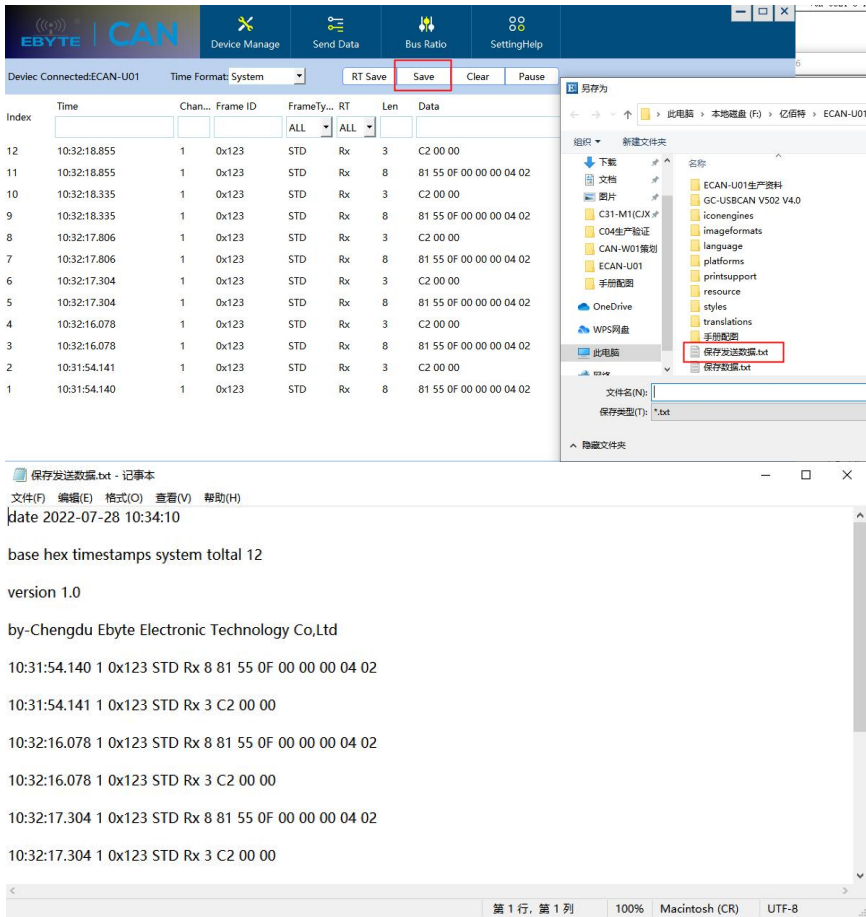 EBYTE | CAN
Device Manage
Send Data
Bus Ratio
SettingHelp
Deviec Connected:ECAN-U01 Time Format: System RT Save Save Clear Pause
Index Time Chan... Frame ID FrameTy... RT Len Data
ALL ALL
12 10:32:18.855 1 0x123 STD Rx 3 C2 00 00
11 10:32:18.855 1 0x123 STD Rx 8 81 55 0F 00 00 00 04 02
10 10:32:18.335 1 0x123 STD Rx 3 C2 00 00
9 10:32:18.335 1 0x123 STD Rx 8 81 55 0F 00 00 00 04 02
8 10:32:17.806 1 0x123 STD Rx 3 C2 00 00
7 10:32:17.806 1 0x123 STD Rx 8 81 55 0F 00 00 00 04 02
6 10:32:17.304 1 0x123 STD Rx 3 C2 00 00
5 10:32:17.304 1 0x123 STD Rx 8 81 55 0F 00 00 00 04 02
4 10:32:16.078 1 0x123 STD Rx 3 C2 00 00
3 10:32:16.078 1 0x123 STD Rx 8 81 55 0F 00 00 00 04 02
2 10:31:54.141 1 0x123 STD Rx 3 C2 00 00
1 10:31:54.140 1 0x123 STD Rx 8 81 55 0F 00 00 00 04 02
另存为
此电脑 › 本地磁盘 (F:) › 亿佰特 › ECAN-U01
组织 新建文件夹
下载
文档
图片
C31-M1(CJX
C04生产验证
CAN-W01策划
ECAN-U01
手册配图
OneDrive
WPS网盘
此电脑
网络
名称
ECAN-U01生产资料
GC-USBCAN V502 V4.0
iconengines
imageformats
language
platforms
printsupport
resource
styles
translations
手册配图
保存发送数据.txt
保存数据.txt
文件名(N):
保存类型(T): *.txt
隐藏文件夹
保存发送数据.txt - 记事本
文件(F) 编辑(E) 格式(O) 查看(V) 帮助(H)
date 2022-07-28 10:34:10
base hex timestamps system toltal 12
version 1.0
by-Chengdu Ebyte Electronic Technology Co,Ltd
10:31:54.140 1 0x123 STD Rx 8 81 55 0F 00 00 00 04 02
10:31:54.141 1 0x123 STD Rx 3 C2 00 00
10:32:16.078 1 0x123 STD Rx 8 81 55 0F 00 00 00 04 02
10:32:16.078 1 0x123 STD Rx 3 C2 00 00
10:32:17.304 1 0x123 STD Rx 8 81 55 0F 00 00 00 04 02
10:32:17.304 1 0x123 STD Rx 3 C2 00 00
第 1 行, 第 1 列 100% Macintosh (CR) UTF-8